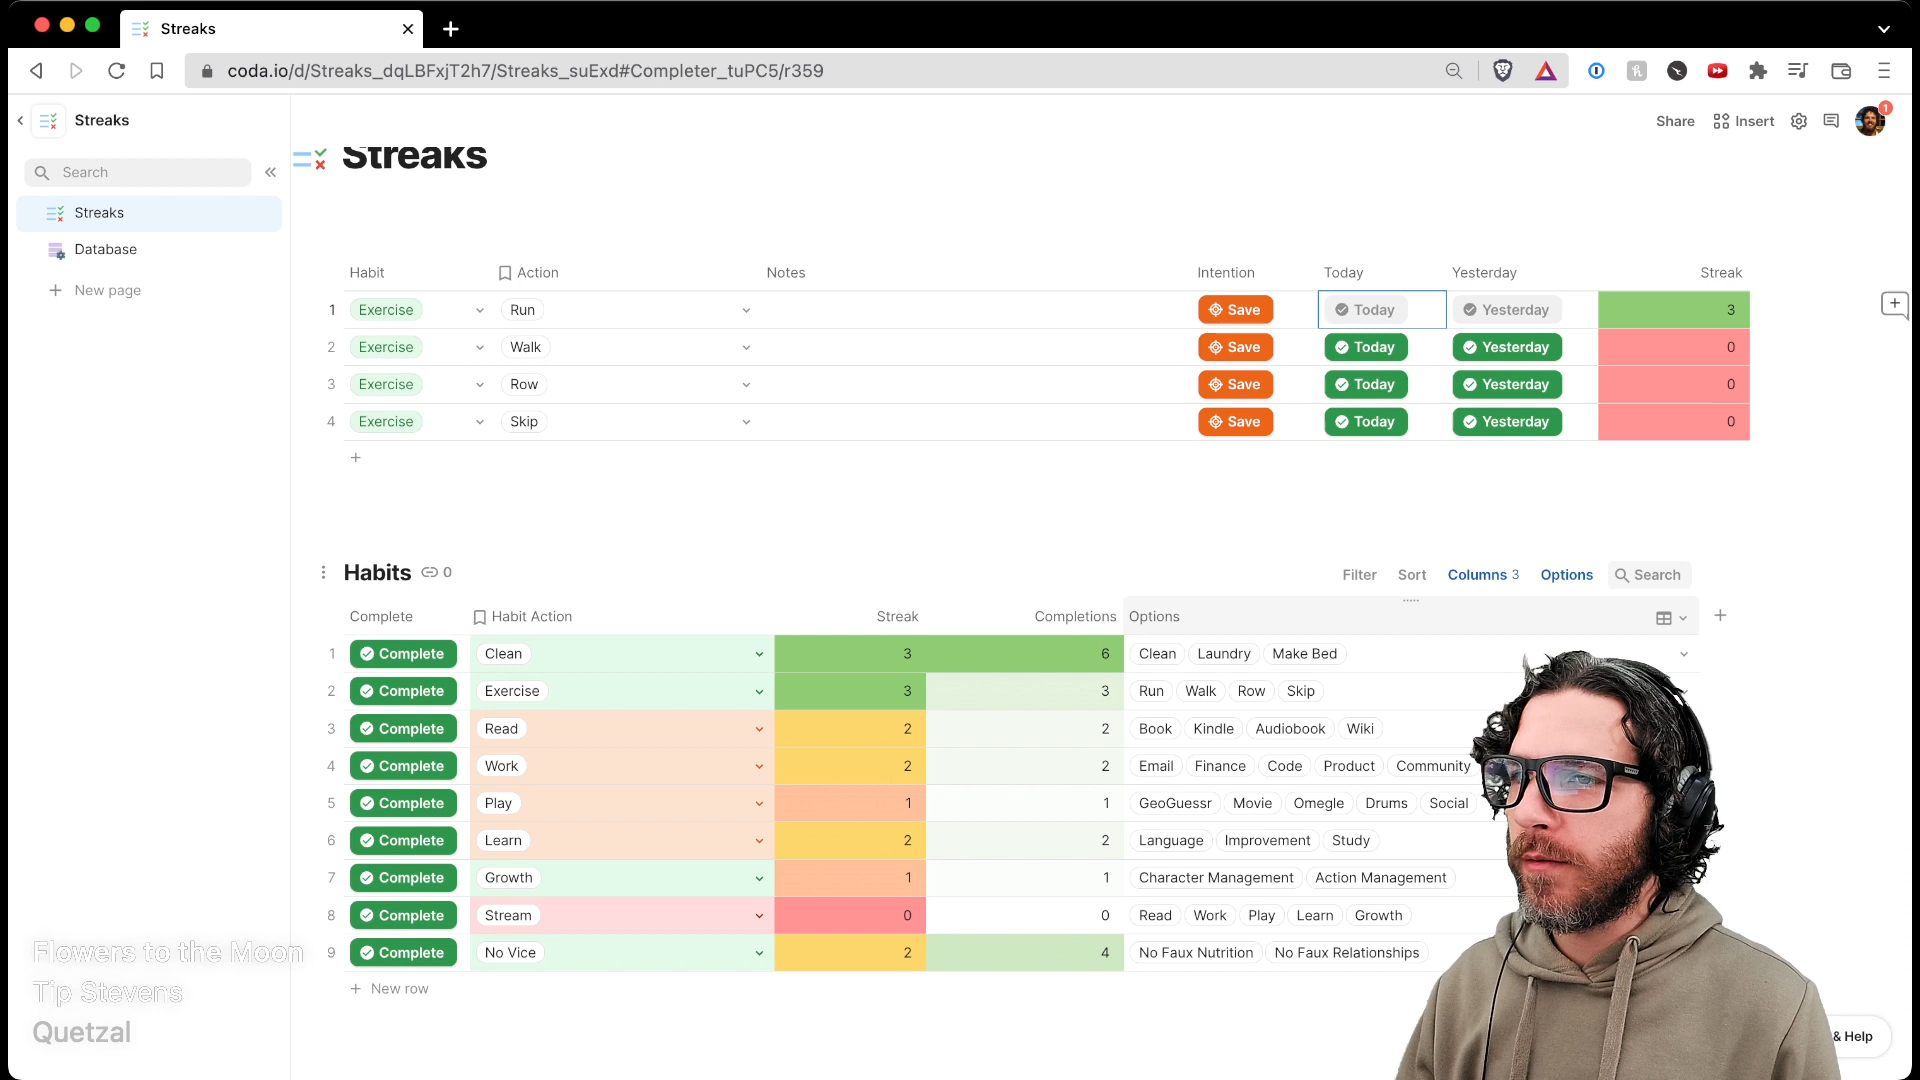 Streaks
coda.io/d/Streaks_dqLBFxjT2h7/Streaks_suExd#Completer_tuPC5/r359
Streaks
Share Insert 1
Search
Streaks
Database
New page
Streaks
Habit Action Notes Intention Today Yesterday Streak
1 Exercise Run Save Today Yesterday 3
2 Exercise Walk Save Today Yesterday 0
3 Exercise Row Save Today Yesterday 0
4 Exercise Skip Save Today Yesterday 0
Habits 0
Filter Sort Columns 3 Options Search
Complete Habit Action Streak Completions Options
1 Complete Clean 3 6 Clean Laundry Make Bed
2 Complete Exercise 3 3 Run Walk Row Skip
3 Complete Read 2 2 Book Kindle Audiobook Wiki
4 Complete Work 2 2 Email Finance Code Product Community
5 Complete Play 1 1 GeoGuessr Movie Omegle Drums Social
6 Complete Learn 2 2 Language Improvement Study
7 Complete Growth 1 1 Character Management Action Management
8 Complete Stream 0 0 Read Work Play Learn Growth
9 Complete No Vice 2 4 No Faux Nutrition No Faux Relationships
New row
Flowers to the Moon
Tip Stevens
Quetzal
& Help